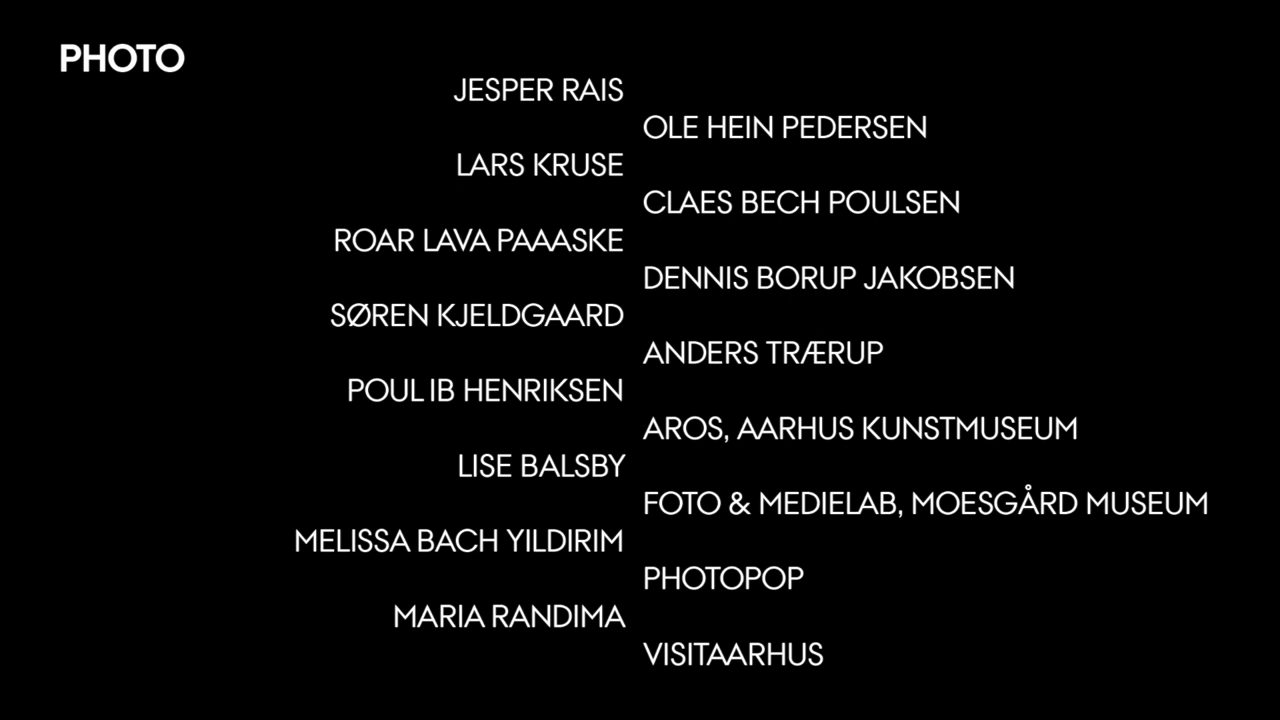 PHOTO
JESPER RAIS
OLE HEIN PEDERSEN
LARS KRUSE
CLAES BECH POULSEN
ROAR LAVA PAAASKE
DENNIS BORUP JAKOBSEN
SØREN KJELDGAARD
ANDERS TRÆRUP
POUL IB HENRIKSEN
AROS, AARHUS KUNSTMUSEUM
LISE BALSBY
FOTO & MEDIELAB, MOESGÅRD MUSEUM
MELISSA BACH YILDIRIM
PHOTOPOP
MARIA RANDIMA
VISITAARHUS